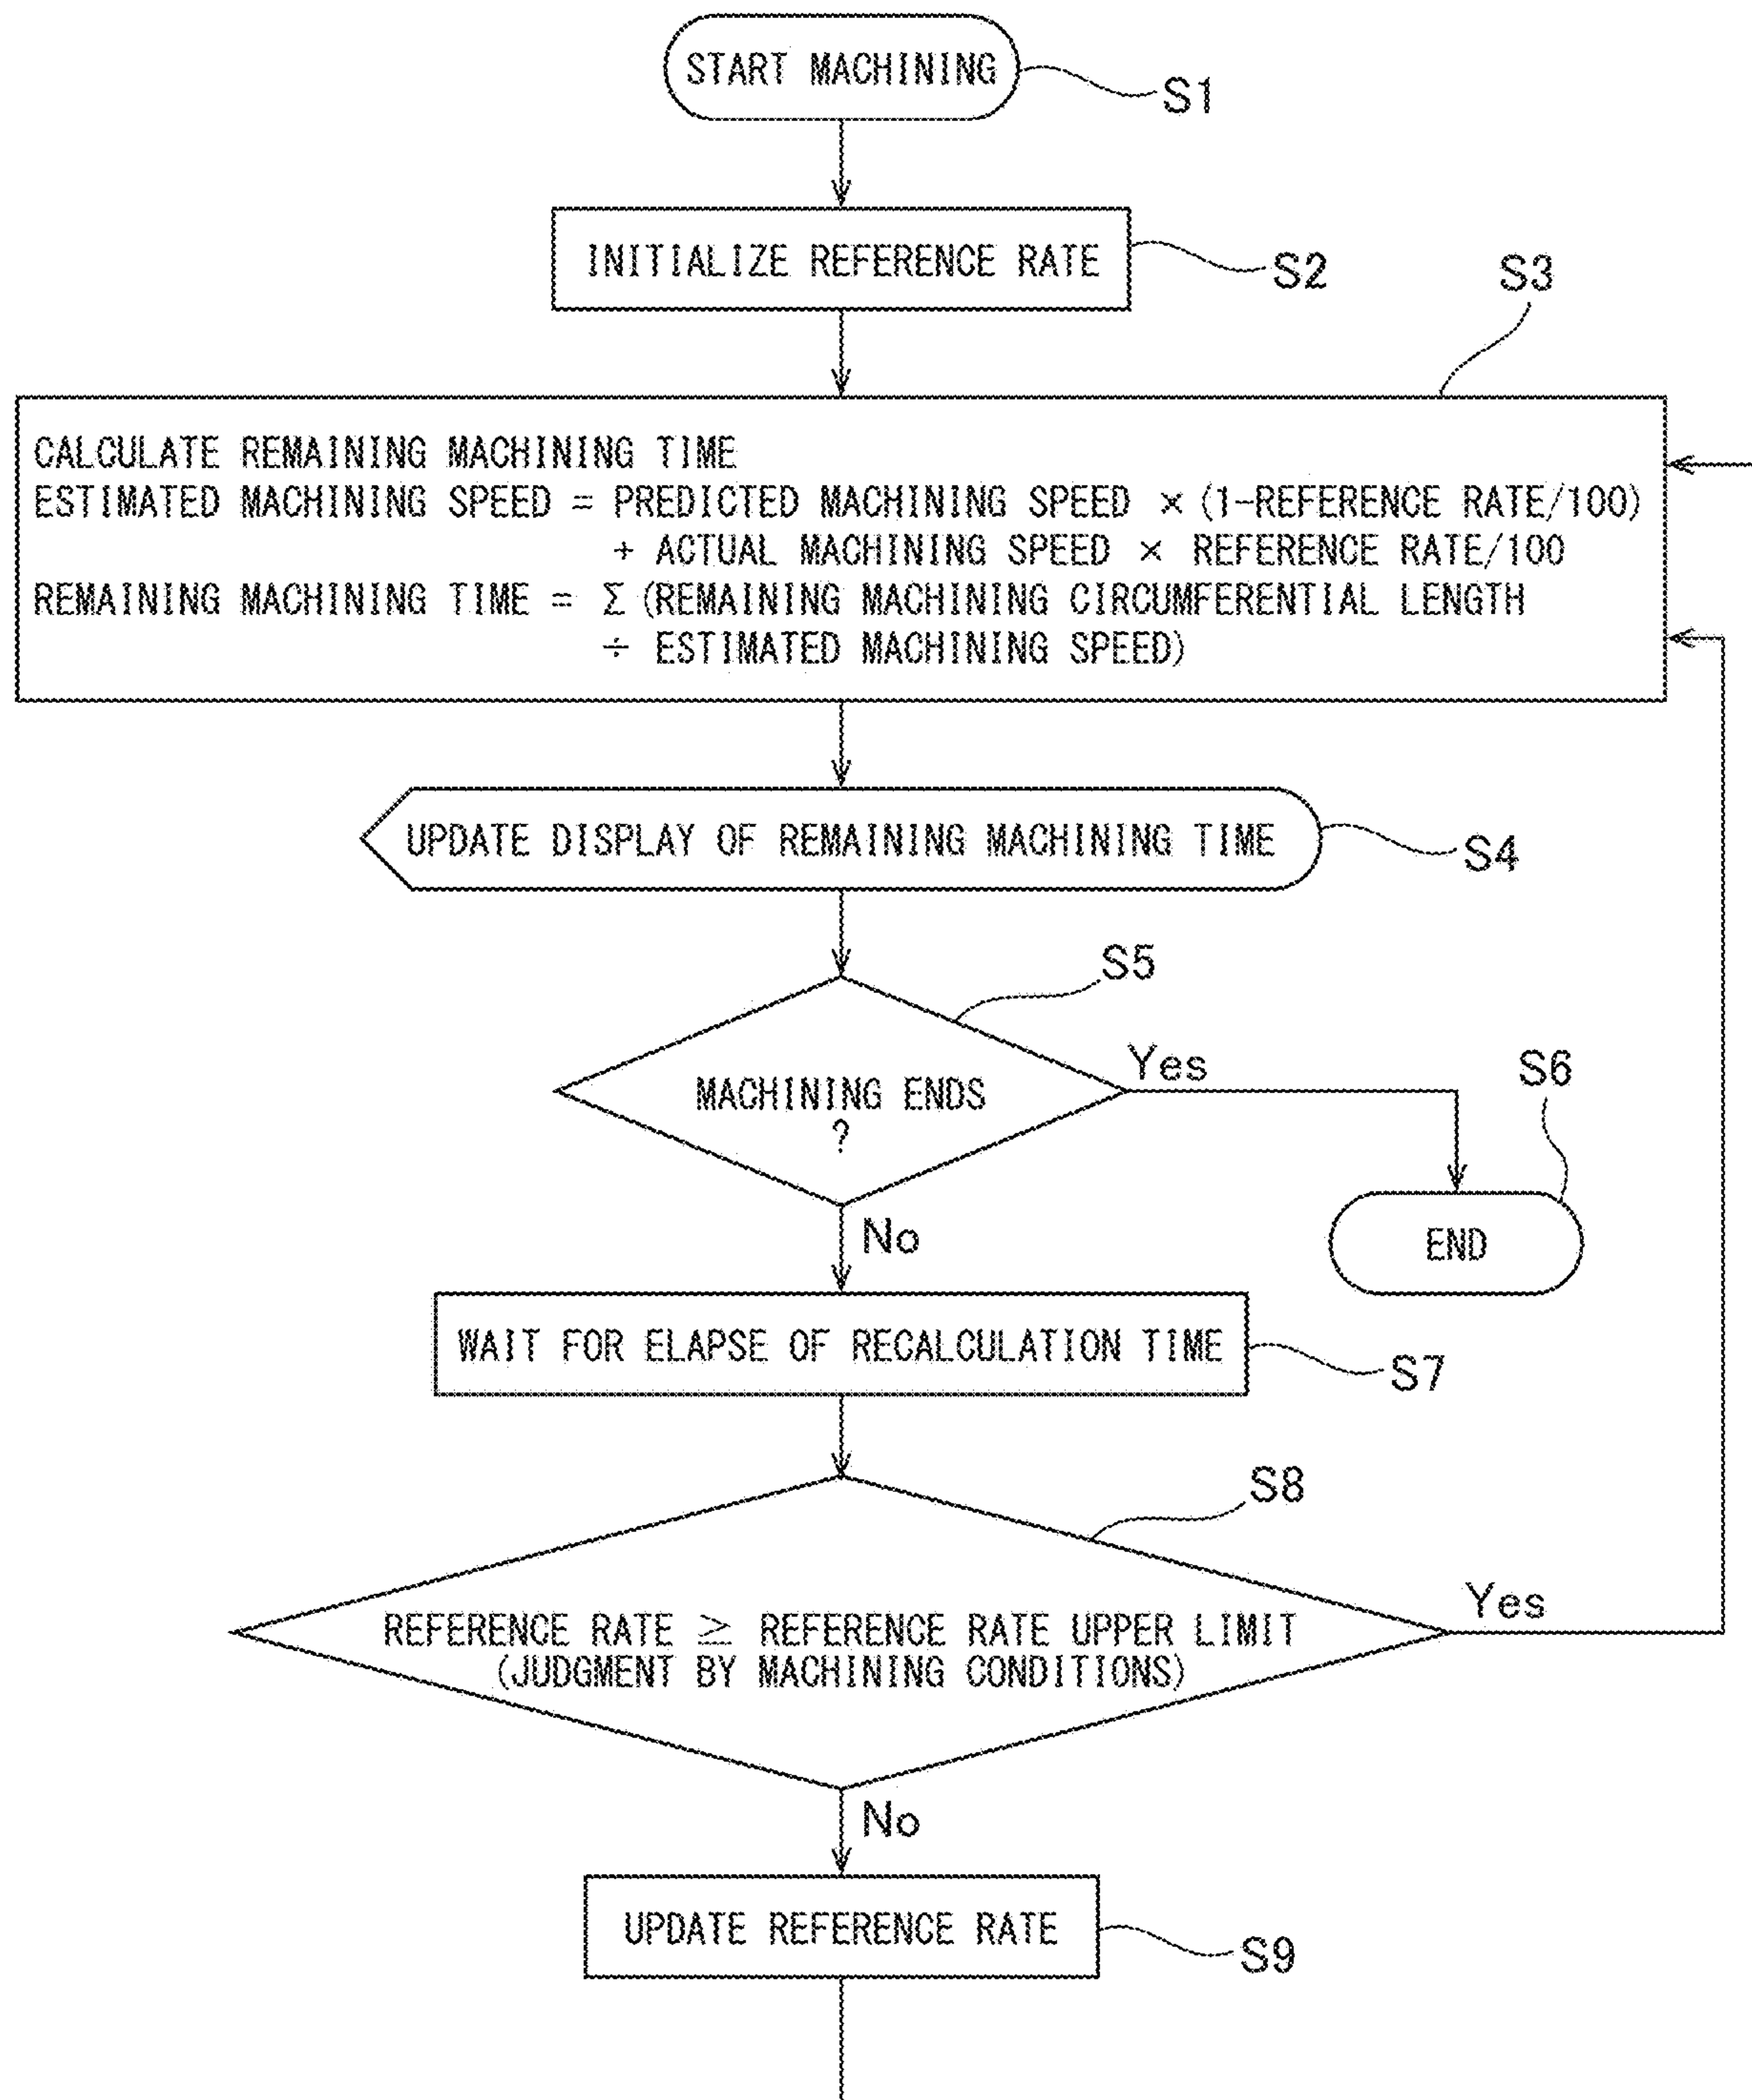 START MACHINING
S1
INITIALIZE REFERENCE RATE
S2
S3
CALCULATE REMAINING MACHINING TIME
ESTIMATED MACHINING SPEED = PREDICTED MACHINING SPEED × (1-REFERENCE RATE/100)
+ ACTUAL MACHINING SPEED × REFERENCE RATE/100
REMAINING MACHINING TIME = Σ (REMAINING MACHINING CIRCUMFERENTIAL LENGTH
÷ ESTIMATED MACHINING SPEED)
UPDATE DISPLAY OF REMAINING MACHINING TIME
S4
S5
MACHINING ENDS
?
Yes
S6
END
No
WAIT FOR ELAPSE OF RECALCULATION TIME
S7
S8
REFERENCE RATE ≥ REFERENCE RATE UPPER LIMIT
(JUDGMENT BY MACHINING CONDITIONS)
Yes
No
UPDATE REFERENCE RATE
S9